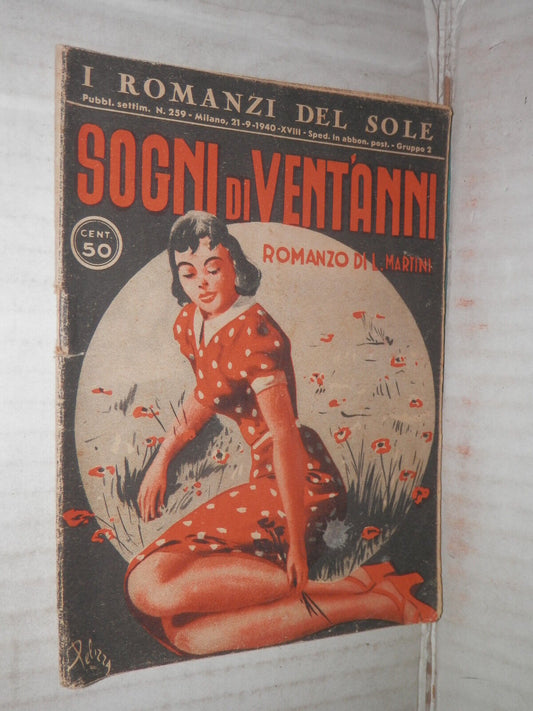 I ROMANZI DEL SOLE
Pubbl. settim. N. 259 - Milano, 21-9-1940-XVIII - Sped. in abbon. post. - Gruppo 2
SOGNI DI VENT'ANNI
CENT.
50
ROMANZO DI L. MARTINI